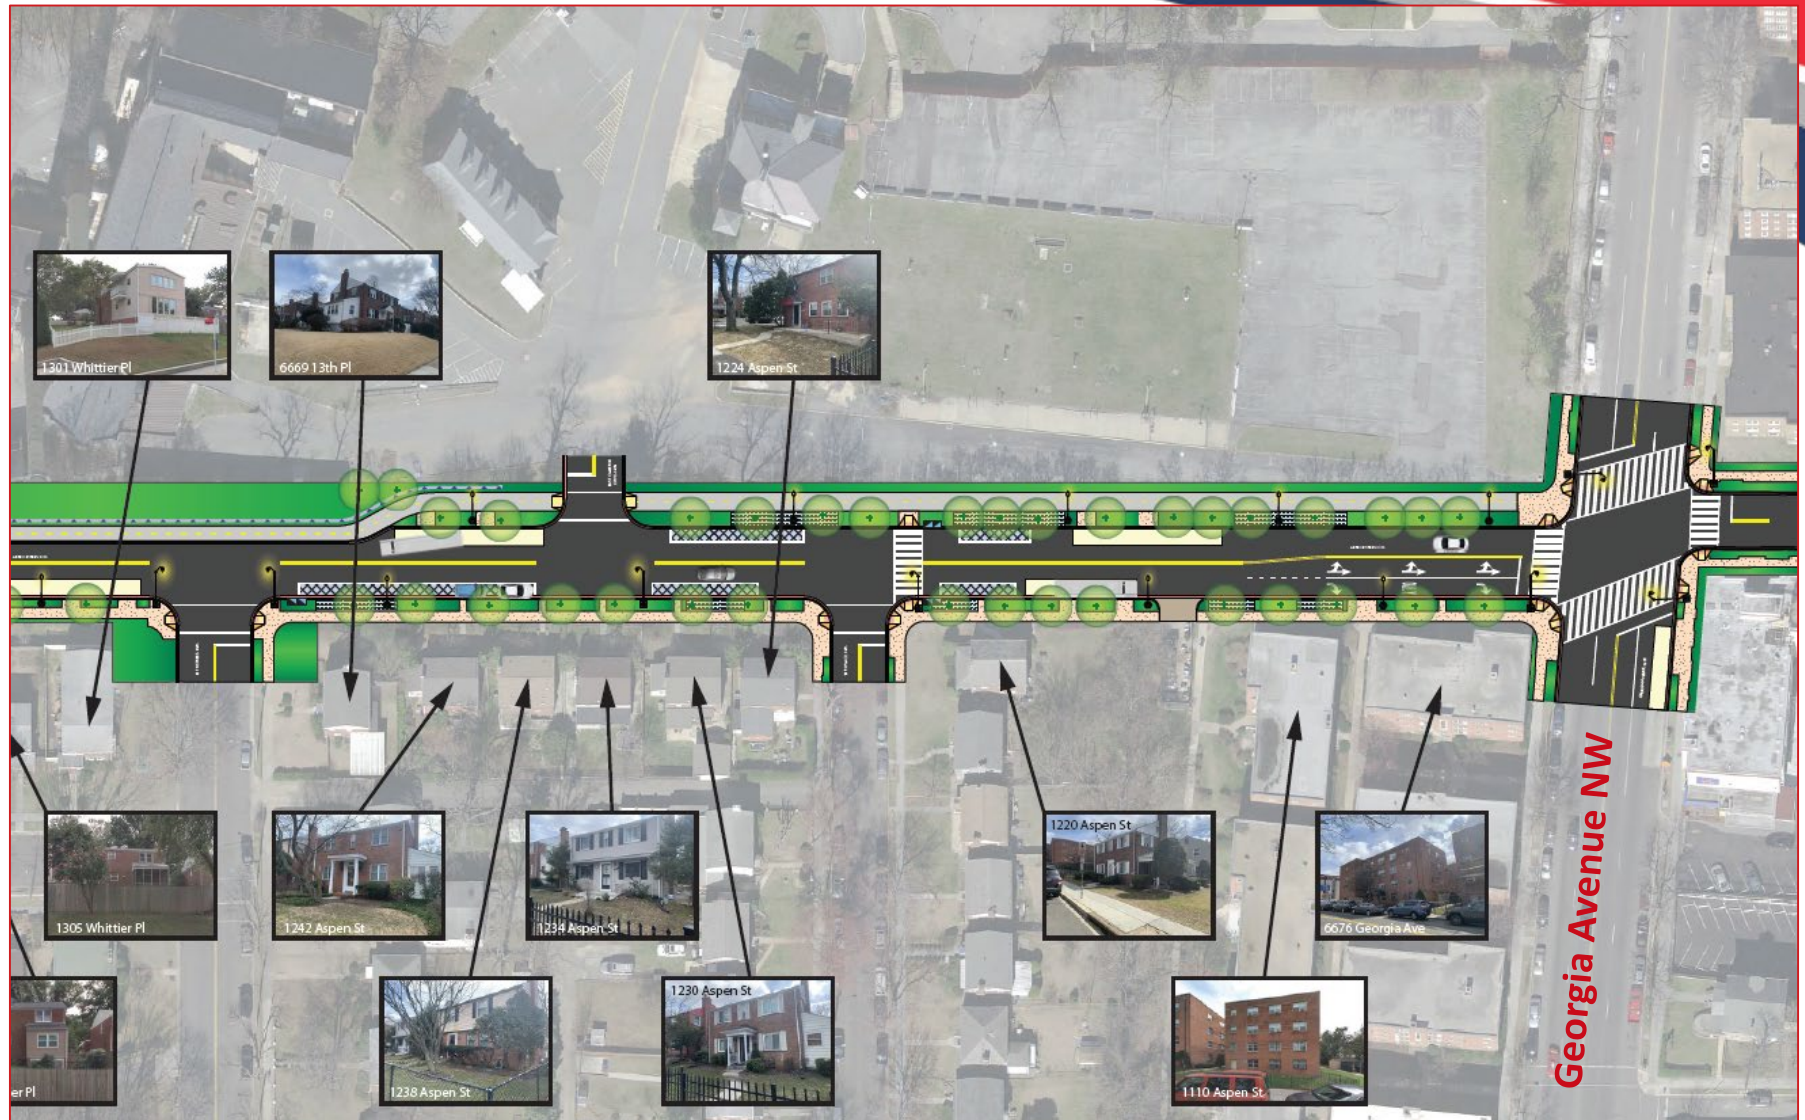 1301 Whittier Pl
6669 13th Pl
1224 Aspen St
1305 Whittier Pl
1242 Aspen St
1234 Aspen St
1220 Aspen St
6676 Georgia Ave
er Pl
1238 Aspen St
1230 Aspen St
1110 Aspen St
Georgia Avenue NW